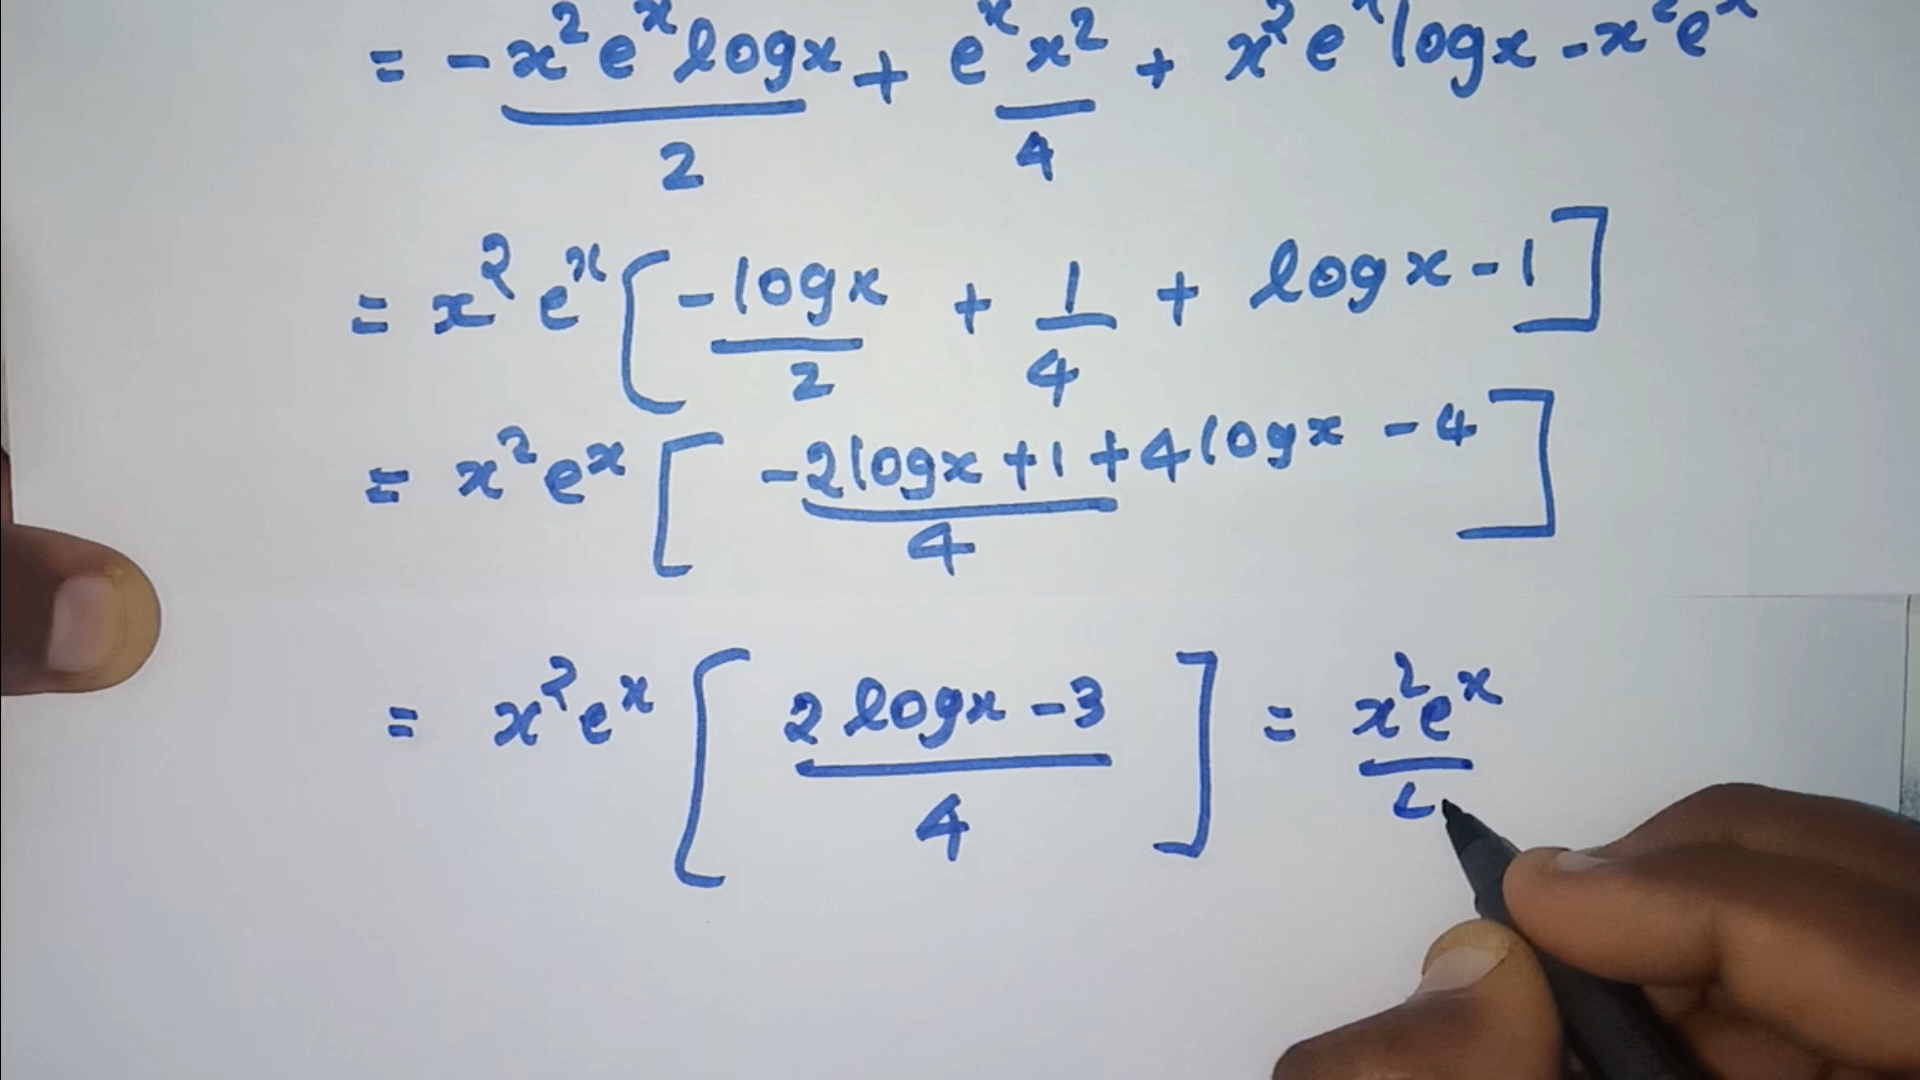 = -x²eˣlogx/2 + eˣx²/4 + x²eˣlogx - x²eˣ
= x²eˣ[-logx/2 + 1/4 + logx - 1]
= x²eˣ[-2logx + 1 + 4logx - 4/4]
= x²eˣ[2logx - 3/4] = x²eˣ/